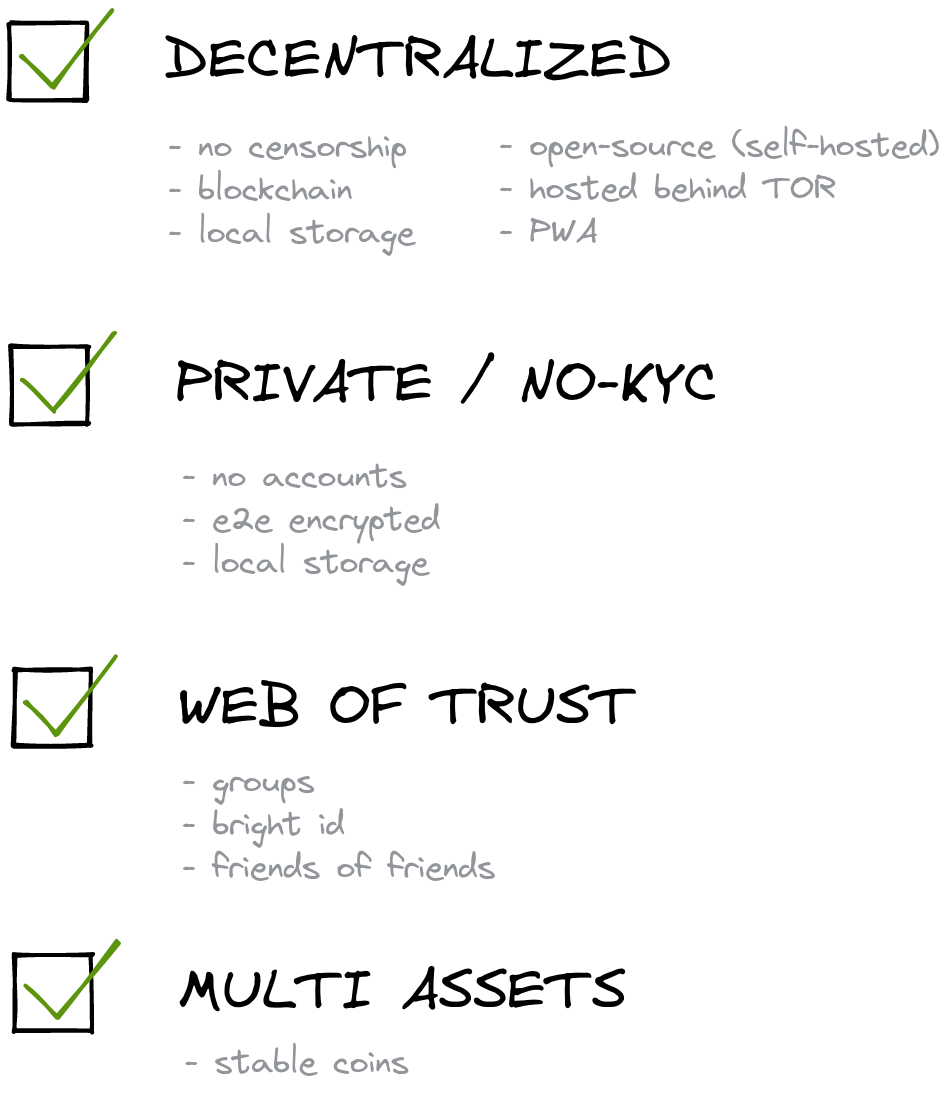 DECENTRALIZED
- no censorship
- blockchain
- local storage
- open-source (self-hosted)
- hosted behind TOR
- PWA
PRIVATE / NO-KYC
- no accounts
- e2e encrypted
- local storage
WEB OF TRUST
- groups
- bright id
- friends of friends
MULTI ASSETS
- stable coins